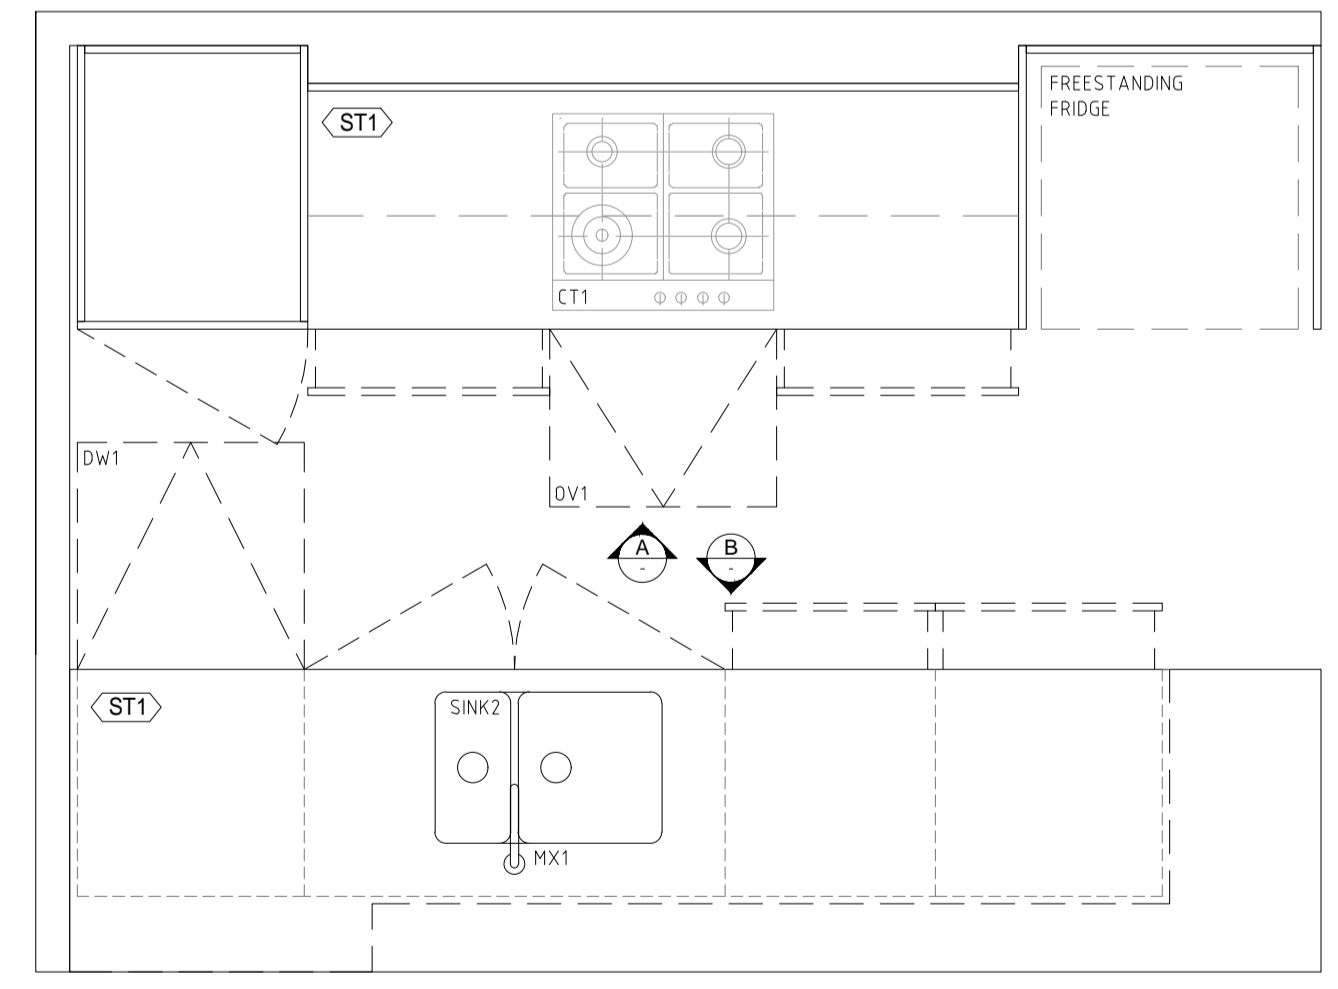 FREESTANDING
FRIDGE
ST1
CT1
DW1
OV1
A
-
B
-
ST1
SINK2
MX1